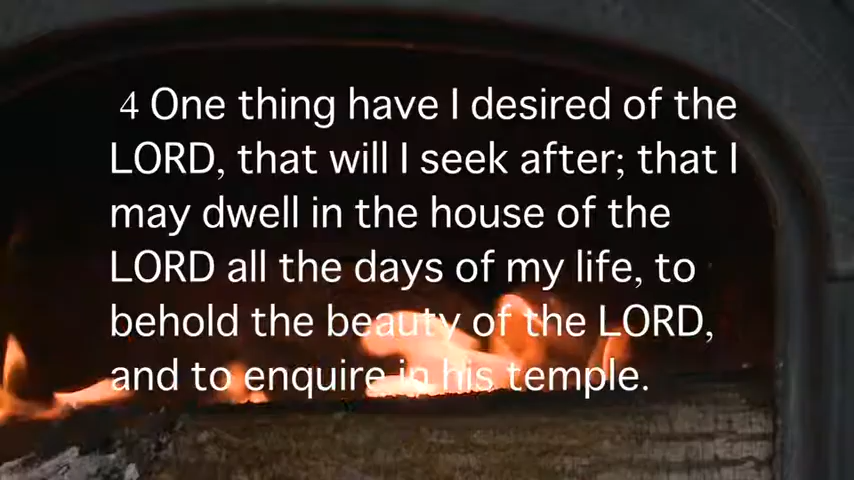 4 One thing have I desired of the
LORD, that will I seek after; that I
may dwell in the house of the
LORD all the days of my life, to
behold the beauty of the LORD,
and to enquire in his temple.